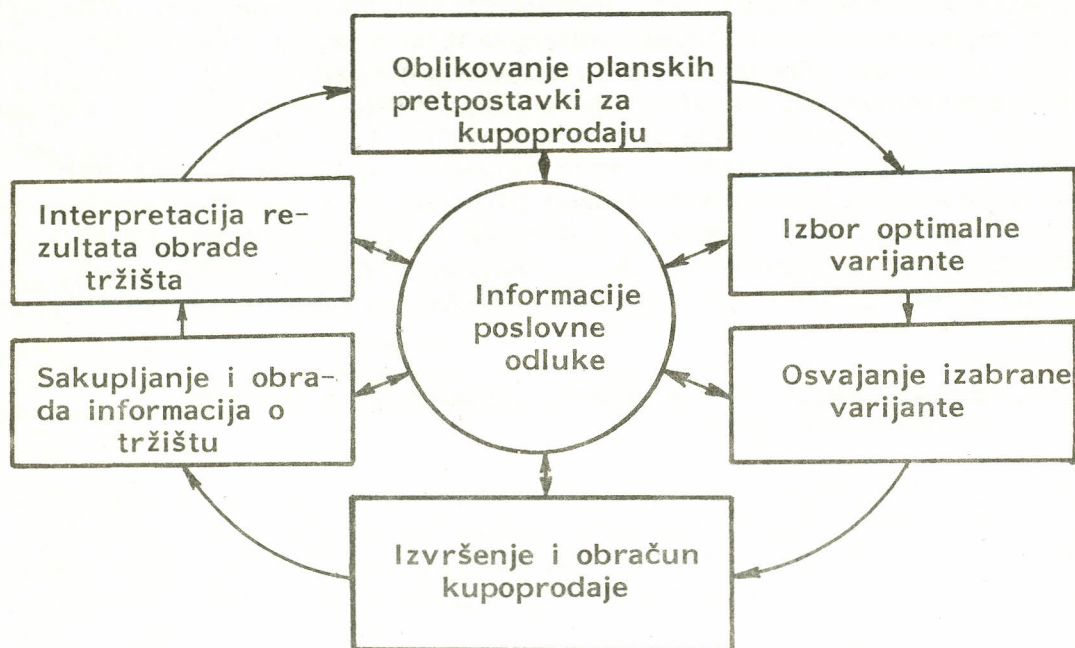 Oblikovanje planskih
pretpostavki za
kupoprodaju
Interpretacija re-
zultata obrade
tržišta
Izbor optimalne
varijante
Informacije
poslovne
odluke
Sakupljanje i obra-
da informacija o
tržištu
Osvajanje izabrane
varijante
Izvršenje i obračun
kupoprodaje